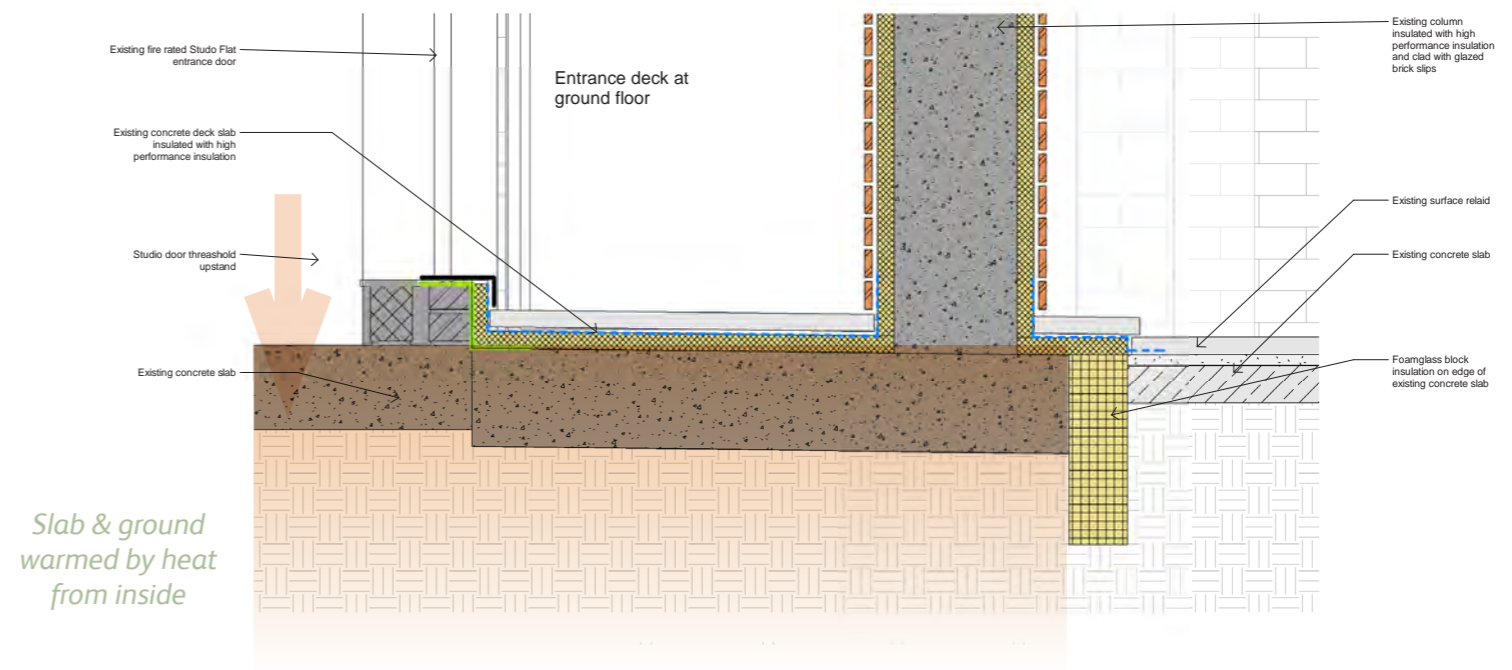 Existing fire rated Studo Flat
entrance door
Entrance deck at
ground floor
Existing column
insulated with high
performance insulation
and clad with glazed
brick slips
Existing concrete deck slab
insulated with high
performance insulation
Existing surface relaid
Studio door threashold
upstand
Existing concrete slab
Existing concrete slab
Foamglass block
insulation on edge of
existing concrete slab
Slab & ground
warmed by heat
from inside